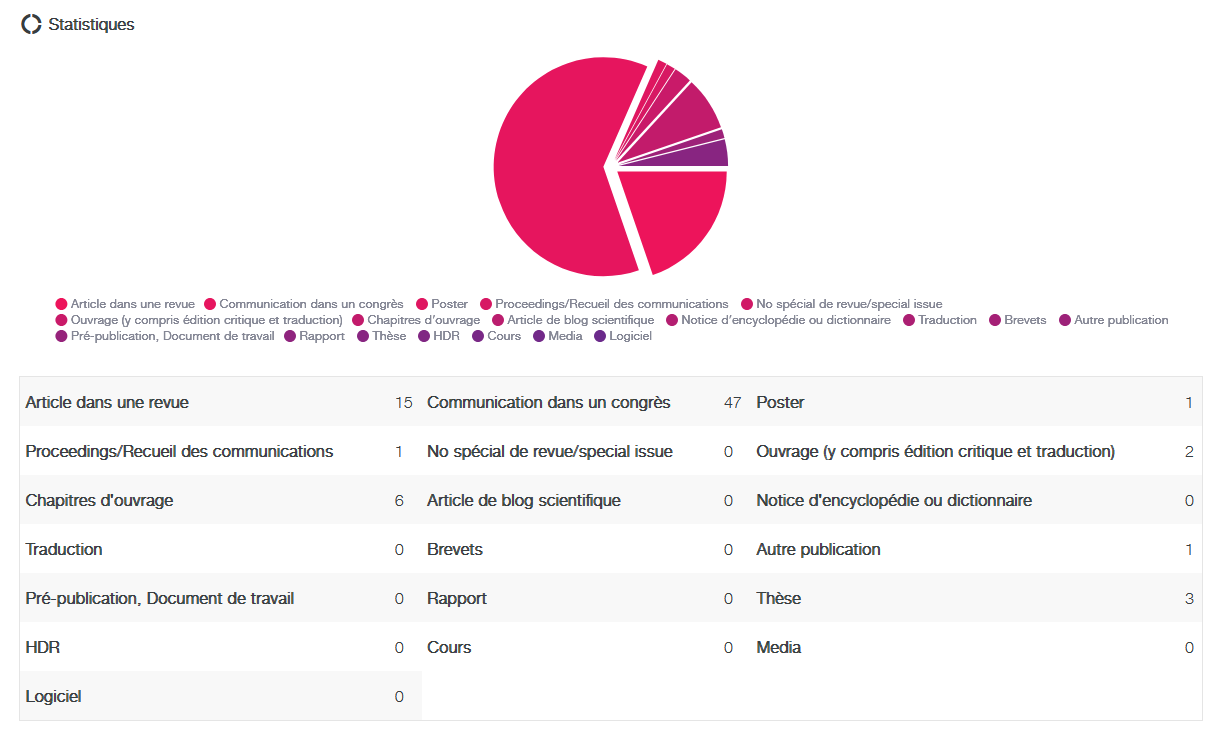 Statistiques
Article dans une revue Communication dans un congrès Poster Proceedings/Recueil des communications No spécial de revue/special issue
Ouvrage (y compris édition critique et traduction) Chapitres d'ouvrage Article de blog scientifique Notice d'encyclopédie ou dictionnaire Traduction Brevets Autre publication
Pré-publication, Document de travail Rapport Thèse HDR Cours Media Logiciel
Article dans une revue 15 Communication dans un congrès 47 Poster 1
Proceedings/Recueil des communications 1 No spécial de revue/special issue 0 Ouvrage (y compris édition critique et traduction) 2
Chapitres d'ouvrage 6 Article de blog scientifique 0 Notice d'encyclopédie ou dictionnaire 0
Traduction 0 Brevets 0 Autre publication 1
Pré-publication, Document de travail 0 Rapport 0 Thèse 3
HDR 0 Cours 0 Media 0
Logiciel 0